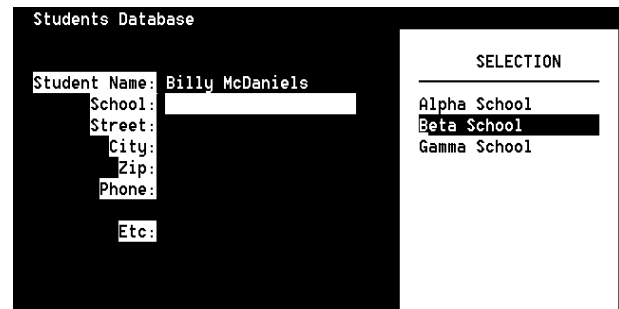 Students Database
Student Name: Billy McDaniels
School:
Street:
City:
Zip:
Phone:
Etc:
SELECTION
Alpha School
Beta School
Gamma School